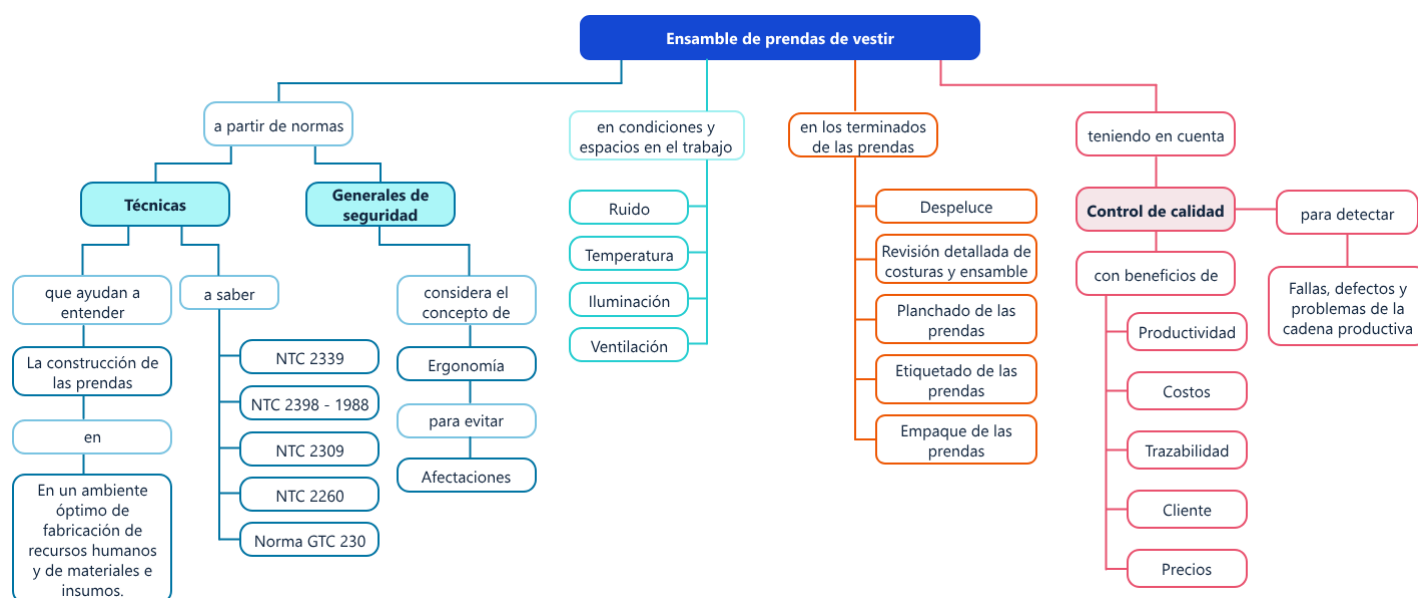 Ensamble de prendas de vestir
a partir de normas
Técnicas
que ayudan a
entender
La construcción de
las prendas
en
En un ambiente
óptimo de
fabricación de
recursos humanos
y de materiales e
insumos.
a saber
NTC 2339
NTC 2398 - 1988
NTC 2309
NTC 2260
Norma GTC 230
Generales de
seguridad
considera el
concepto de
Ergonomía
para evitar
Afectaciones
en condiciones y
espacios en el trabajo
Ruido
Temperatura
Iluminación
Ventilación
en los terminados
de las prendas
Despeluce
Revisión detallada de
costuras y ensamble
Planchado de las
prendas
Etiquetado de las
prendas
Empaque de las
prendas
teniendo en cuenta
Control de calidad
con beneficios de
Productividad
Costos
Trazabilidad
Cliente
Precios
para detectar
Fallas, defectos y
problemas de la
cadena productiva